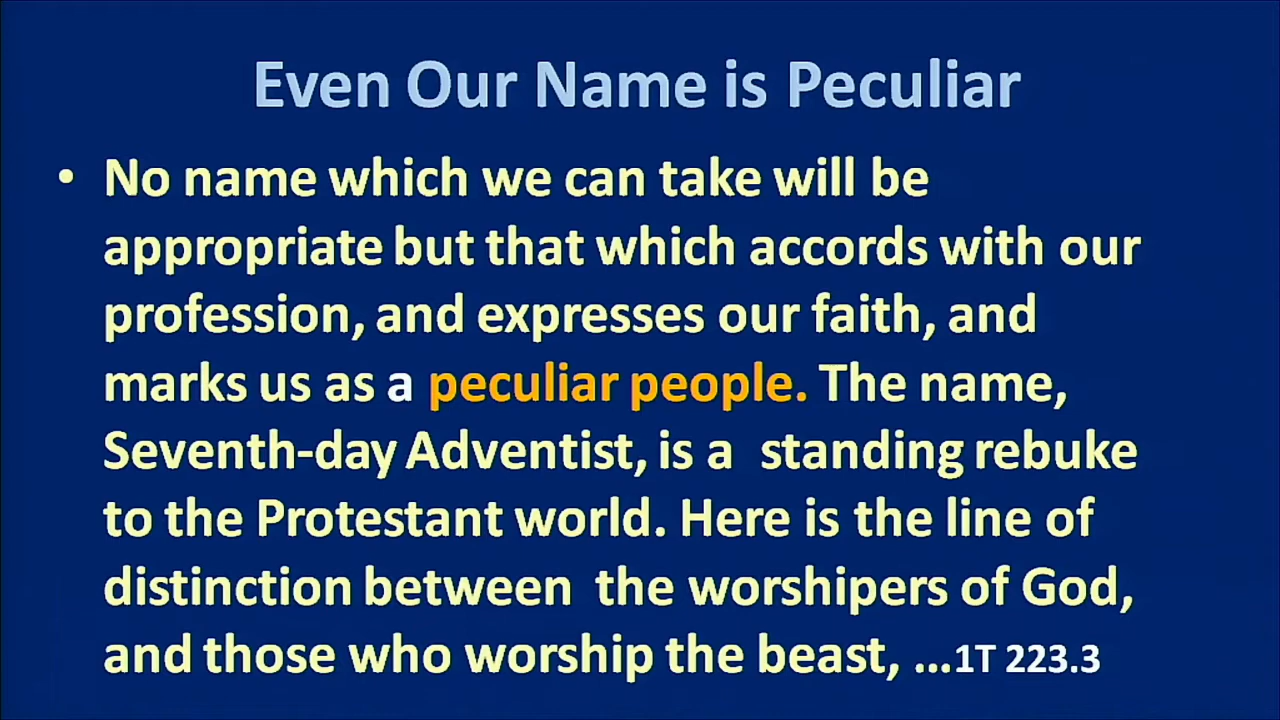 Even Our Name is Peculiar
• No name which we can take will be
appropriate but that which accords with our
profession, and expresses our faith, and
marks us as a peculiar people. The name,
Seventh-day Adventist, is a standing rebuke
to the Protestant world. Here is the line of
distinction between the worshipers of God,
and those who worship the beast, ...1T 223.3